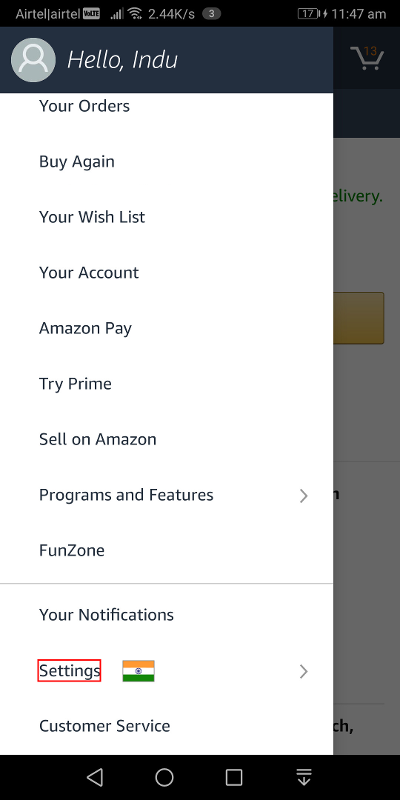 Airtel|airtel VoLTE 2.44K/s 3 17 11:47 am
Hello, Indu
13
Your Orders
Buy Again
Your Wish List
elivery.
Your Account
Amazon Pay
Try Prime
Sell on Amazon
Programs and Features
n
FunZone
Your Notifications
Settings
Customer Service
ch,